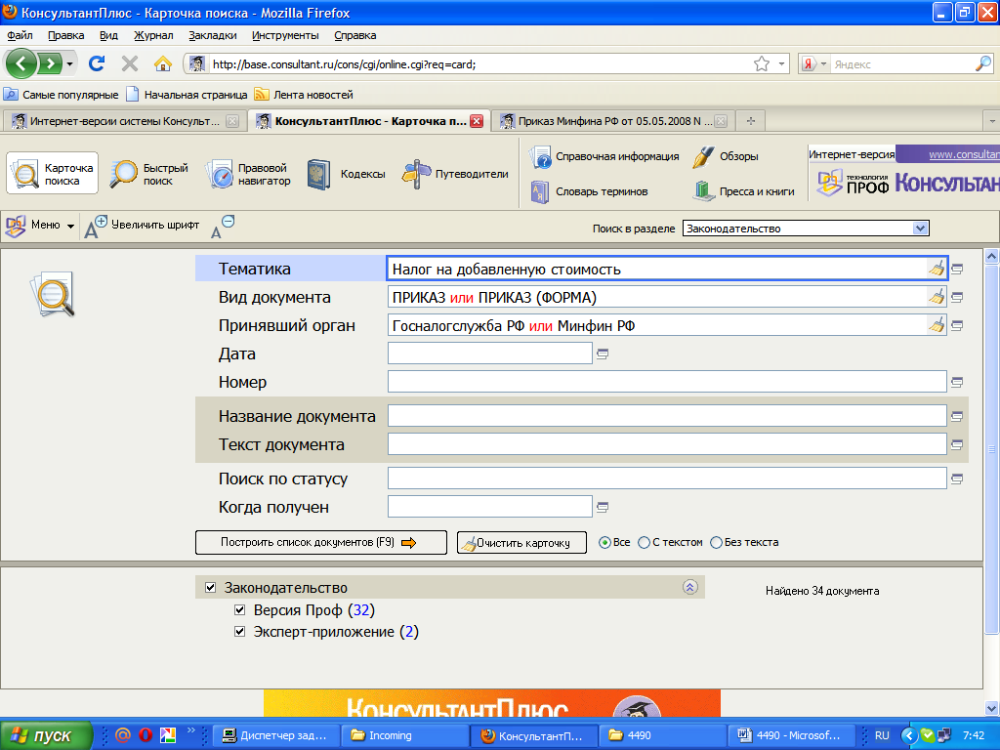 КонсультантПлюс - Карточка поиска - Mozilla Firefox
Файл Правка Вид Журнал Закладки Инструменты Справка
http://base.consultant.ru/cons/cgi/online.cgi?req=card;
Я Яндекс
Самые популярные Начальная страница Лента новостей
Интернет-версии системы Консульт... КонсультантПлюс - Карточка п... Приказ Минфина РФ от 05.05.2008 N ...
Карточка поиска
Быстрый поиск
Правовой навигатор
Кодексы
Путеводители
Справочная информация
Обзоры
Словарь терминов
Пресса и книги
Интернет-версия www.consultan
технология ПРОФ Консультан
Меню Увеличить шрифт
Поиск в разделе Законодательство
Тематика Налог на добавленную стоимость
Вид документа ПРИКАЗ или ПРИКАЗ (ФОРМА)
Принявший орган Госналогслужба РФ или Минфин РФ
Дата
Номер
Название документа
Текст документа
Поиск по статусу
Когда получен
Построить список документов (F9) Очистить карточку Все С текстом Без текста
Законодательство
Найдено 34 документа
Версия Проф (32)
Эксперт-приложение (2)
КонсультантПлюс
пуск
Диспетчер зад... Incoming КонсультантП... 4490 4490 - Microsof... RU 7:42